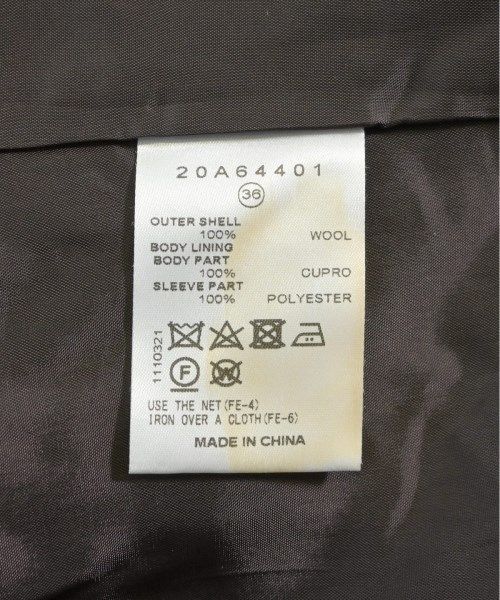 20A64401
36
OUTER SHELL
100% WOOL
BODY LINING
BODY PART
100% CUPRO
SLEEVE PART
100% POLYESTER
1110321
F W
USE THE NET(FE-4)
IRON OVER A CLOTH(FE-6)
MADE IN CHINA